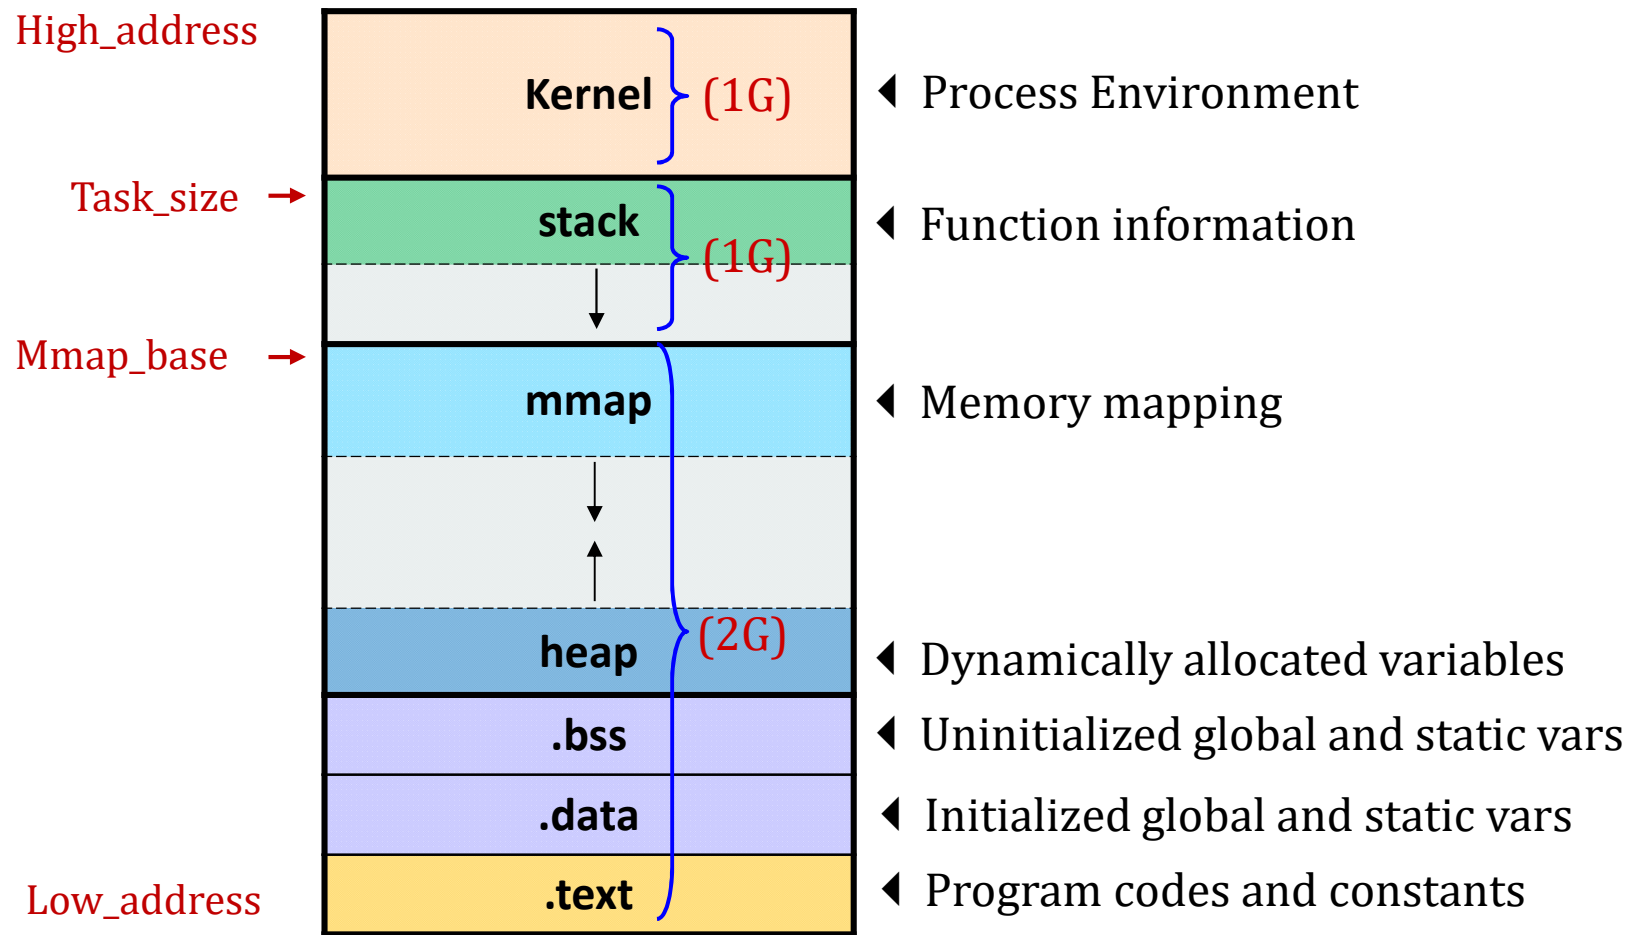 High_address
Kernel
(1G)
Process Environment
Task_size
stack
(1G)
Function information
Mmap_base
mmap
Memory mapping
heap
(2G)
Dynamically allocated variables
.bss
Uninitialized global and static vars
.data
Initialized global and static vars
Low_address
.text
Program codes and constants